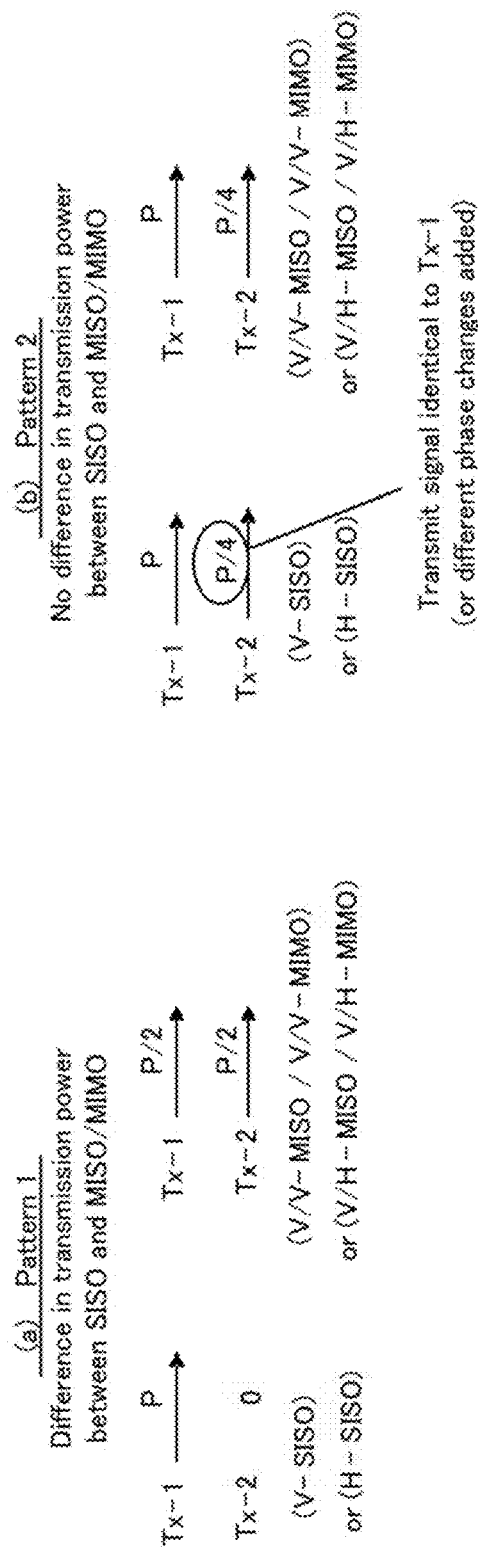 (a) Pattern 1
Difference in transmission power
between SISO and MISO/MIMO
Tx-1 P
Tx-2 0
(V-SISO)
or (H-SISO)
Tx-1 P/2
Tx-2 P/2
(V/V-MISO / V/V-MIMO)
or (V/H-MISO / V/H-MIMO)
(b) Pattern 2
No difference in transmission power
between SISO and MISO/MIMO
Tx-1 P
Tx-2 P/4
(V-SISO)
or (H-SISO)
Tx-1 P
Tx-2 P/4
(V/V-MISO / V/V-MIMO)
or (V/H-MISO / V/H-MIMO)
Transmit signal identical to Tx-1
(or different phase changes added)